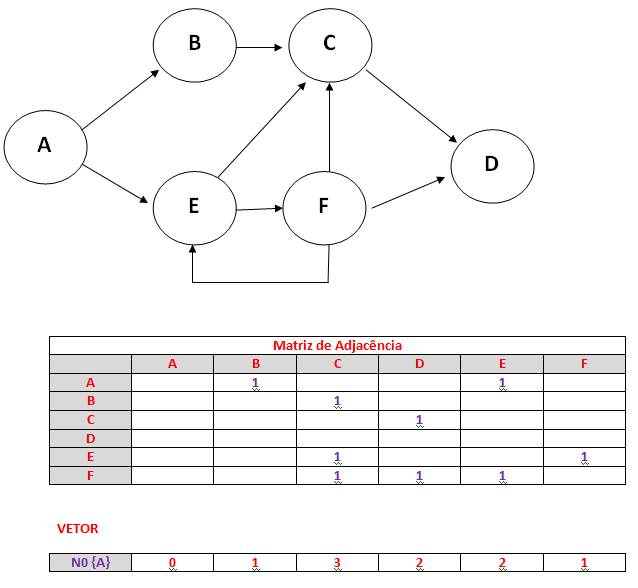 B C
A
D
E F
Matriz de Adjacência
A B C D E F
A 1 1
B 1
C 1
D
E 1 1
F 1 1 1
VETOR
N0 {A} 0 1 3 2 2 1